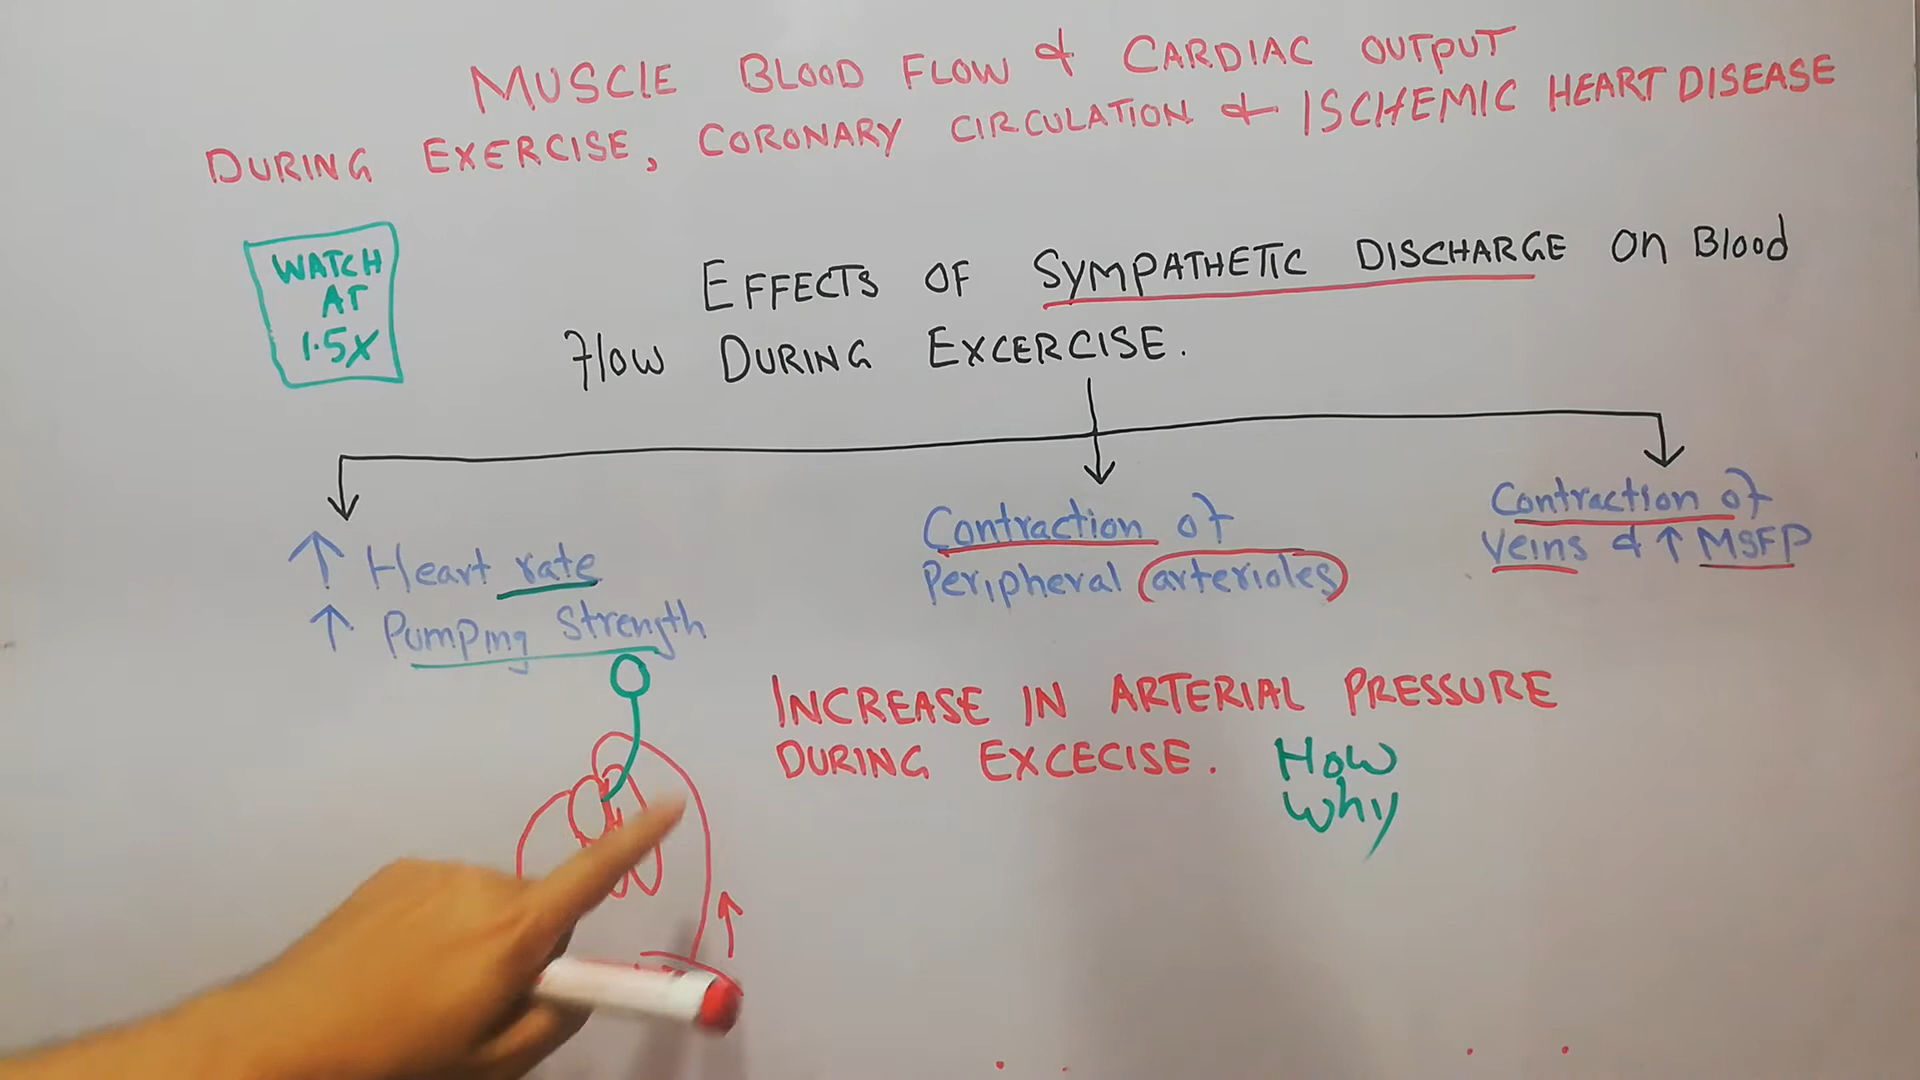 MUSCLE BLOOD FLOW & CARDIAC OUTPUT
DURING EXERCISE, CORONARY CIRCULATION & ISCHEMIC HEART DISEASE
WATCH
AT
1.5X
EFFECTS OF SYMPATHETIC DISCHARGE ON Blood
Flow DURING EXCERCISE.
↑ Heart rate
↑ Pumping Strength
Contraction of
Peripheral arterioles
Contraction of
Veins & ↑ MSFP
INCREASE IN ARTERIAL PRESSURE
DURING EXCECISE. How
Why